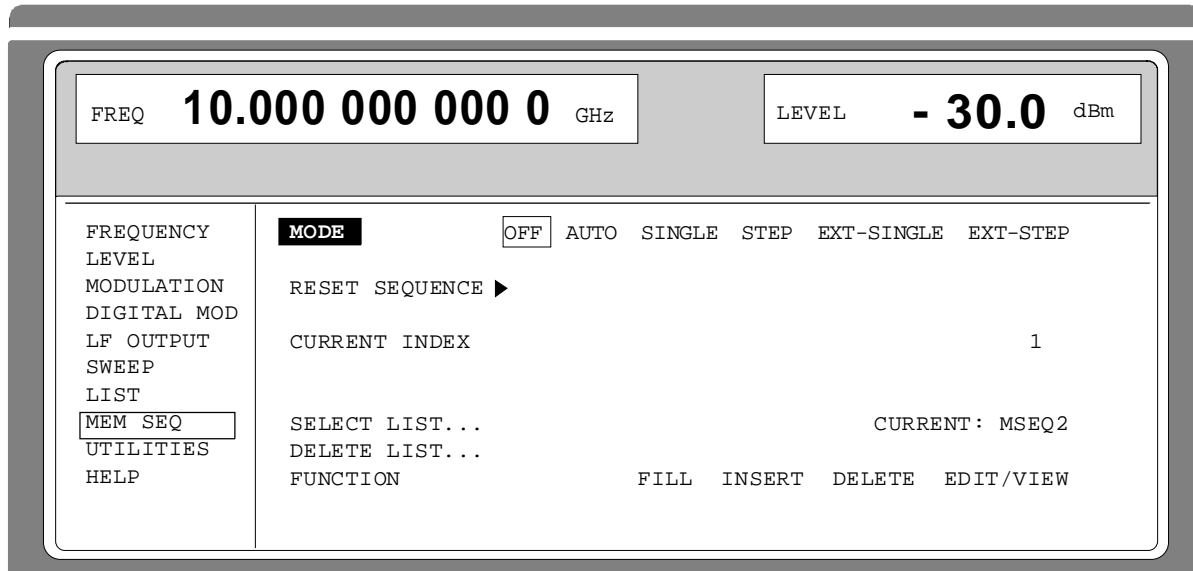 FREQ 10.000 000 000 0 GHz LEVEL - 30.0 dBm
FREQUENCY MODE OFF AUTO SINGLE STEP EXT-SINGLE EXT-STEP
LEVEL
MODULATION RESET SEQUENCE
DIGITAL MOD
LF OUTPUT CURRENT INDEX 1
SWEEP
LIST
MEM SEQ SELECT LIST... CURRENT: MSEQ2
UTILITIES DELETE LIST...
HELP FUNCTION FILL INSERT DELETE EDIT/VIEW